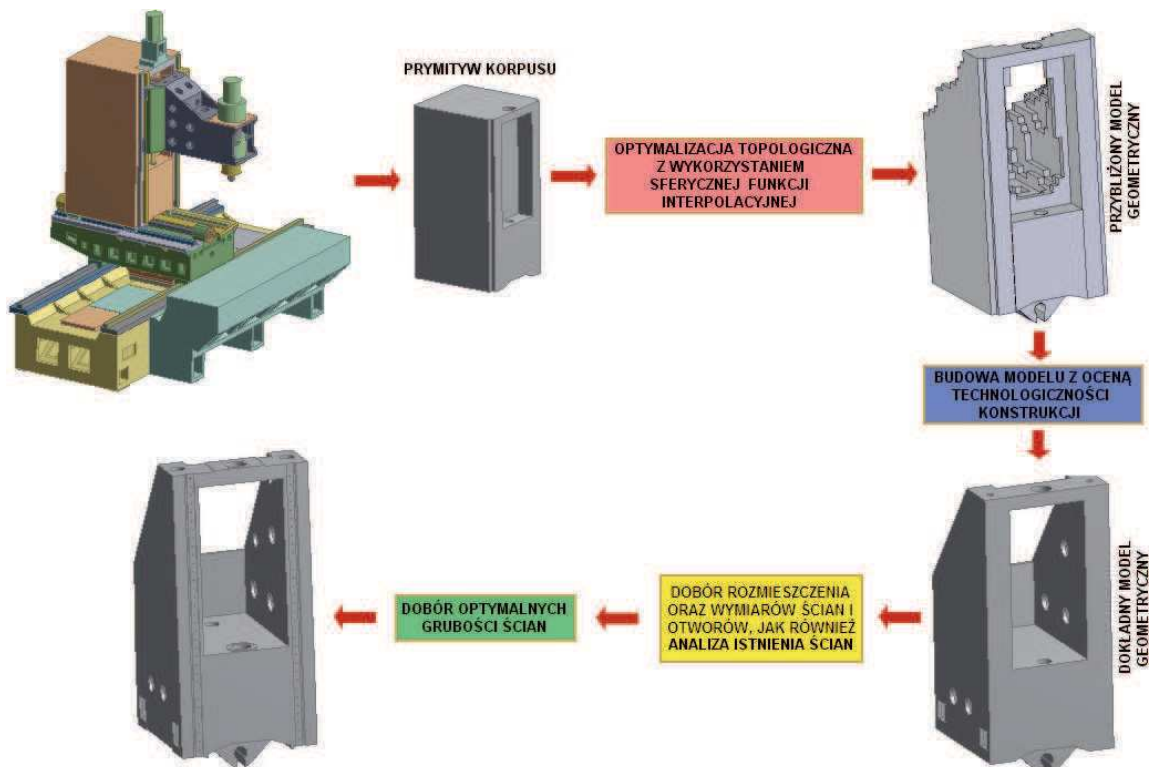 PRYMITYW KORPUSU
OPTYMALIZACJA TOPOLOGICZNA
Z WYKORZYSTANIEM
SFERYCZNEJ FUNKCJI
INTERPOLACYJNEJ
PRZYBLIŻONY MODEL
GEOMETRYCZNY
BUDOWA MODELU Z OCENĄ
TECHNOLOGICZNOŚCI
KONSTRUKCJI
DOKŁADNY MODEL
GEOMETRYCZNY
DOBÓR ROZMIESZCZENIA
ORAZ WYMIARÓW ŚCIAN I
OTWORÓW, JAK RÓWNIEŻ
ANALIZA ISTNIENIA ŚCIAN
DOBÓR OPTYMALNYCH
GRUBOŚCI ŚCIAN